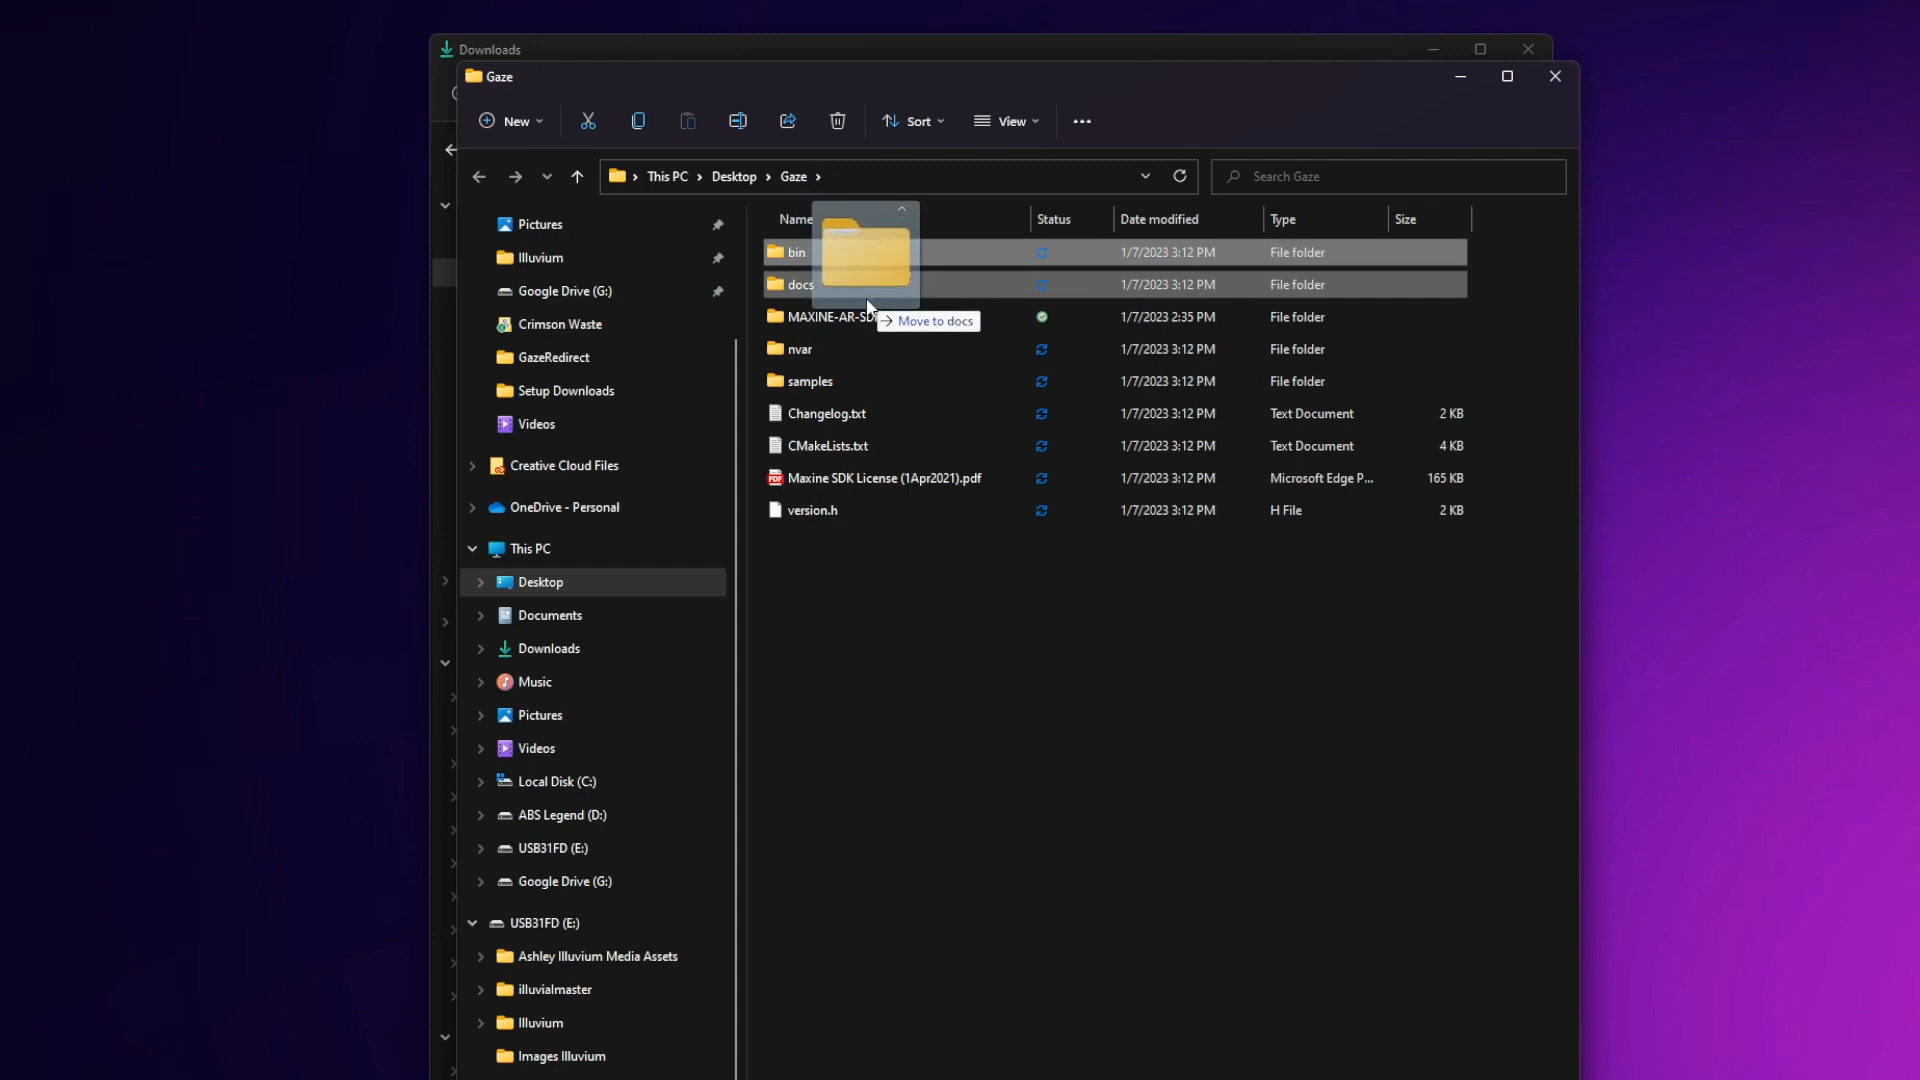 Downloads
Gaze
New
Sort
View
This PC > Desktop > Gaze >
Search Gaze
Name Status Date modified Type Size
bin 1/7/2023 3:12 PM File folder
docs 1/7/2023 3:12 PM File folder
MAXINE-AR-SD 1/7/2023 2:35 PM File folder
Move to docs
nvar 1/7/2023 3:12 PM File folder
samples 1/7/2023 3:12 PM File folder
Changelog.txt 1/7/2023 3:12 PM Text Document 2 KB
CMakeLists.txt 1/7/2023 3:12 PM Text Document 4 KB
PDF Maxine SDK License (1Apr2021).pdf 1/7/2023 3:12 PM Microsoft Edge P... 165 KB
version.h 1/7/2023 3:12 PM H File 2 KB
Pictures
Illuvium
Google Drive (G:)
Crimson Waste
GazeRedirect
Setup Downloads
Videos
Creative Cloud Files
OneDrive - Personal
This PC
Desktop
Documents
Downloads
Music
Pictures
Videos
Local Disk (C:)
ABS Legend (D:)
USB31FD (E:)
Google Drive (G:)
USB31FD (E:)
Ashley Illuvium Media Assets
illuvialmaster
Illuvium
Images Illuvium